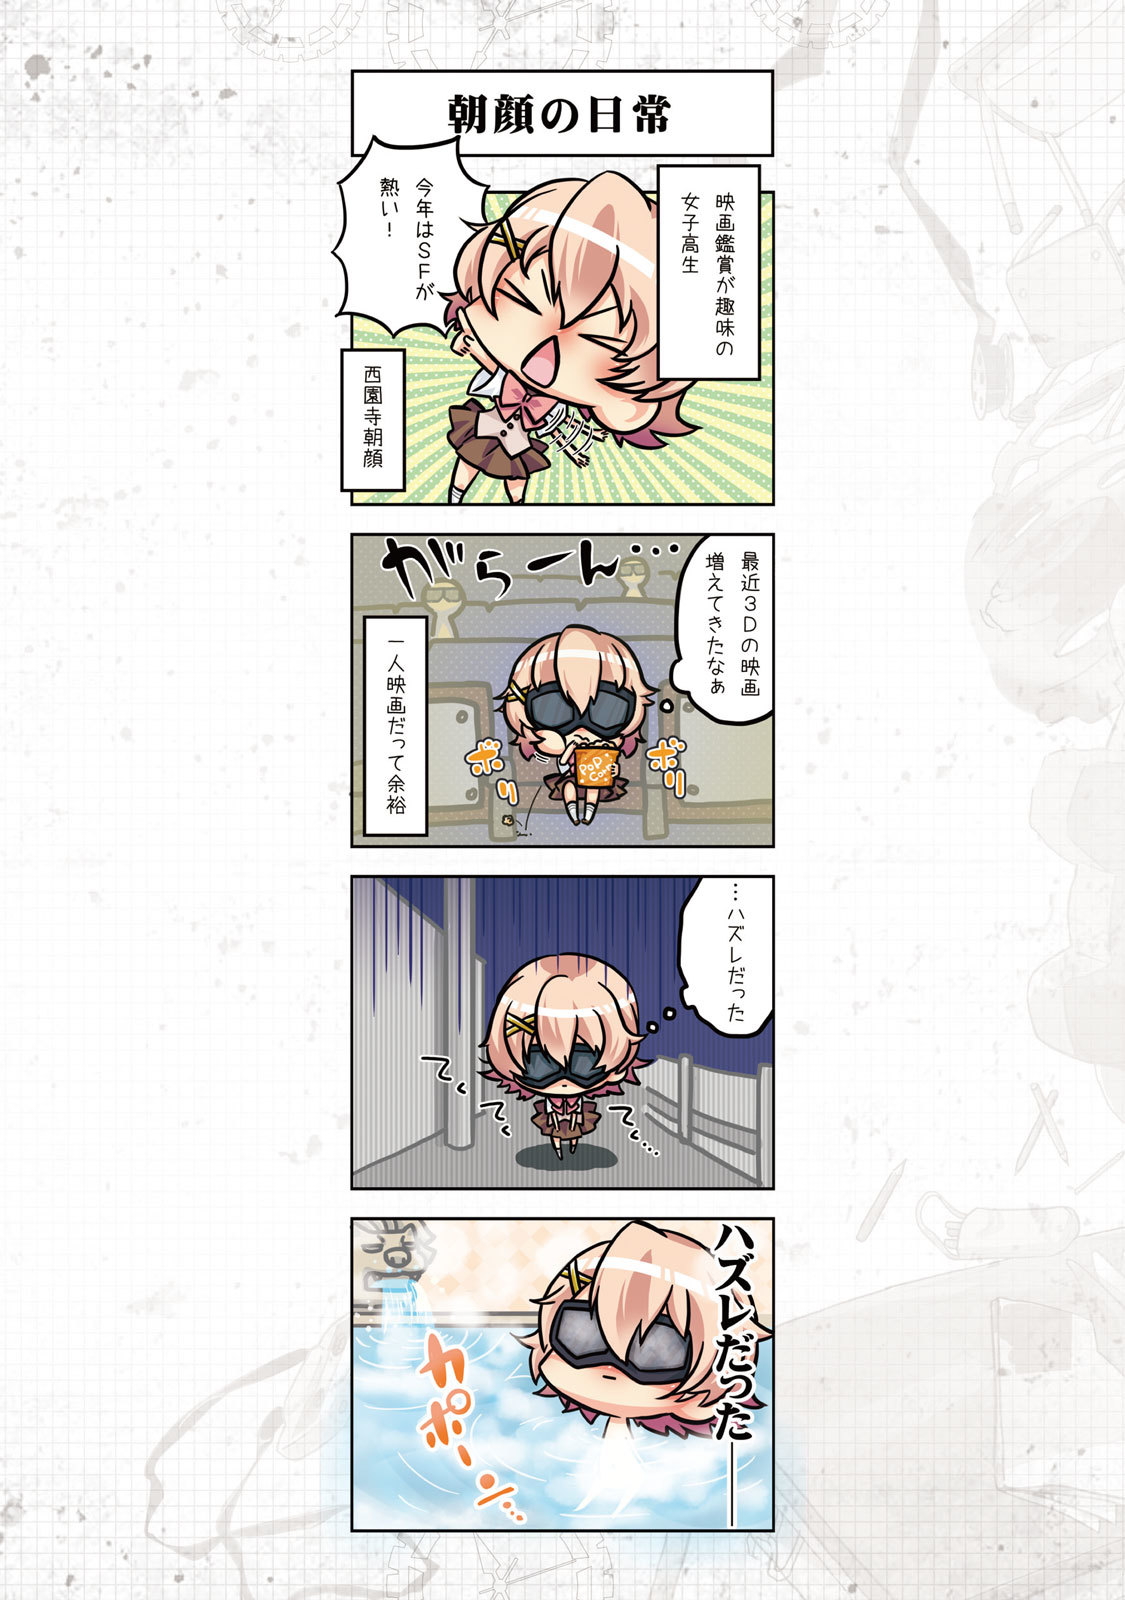 朝顔の日常
映画鑑賞が趣味の
女子高生
今年はSFが
熱い！
西園寺朝顔
最近3Dの映画
増えてきたなぁ
がらーん…
一人映画だって余裕
ボリ
ボリ
POP
CORN
…ハズレだった
てく
てく
てく…
ハズレだった――
カポーン…